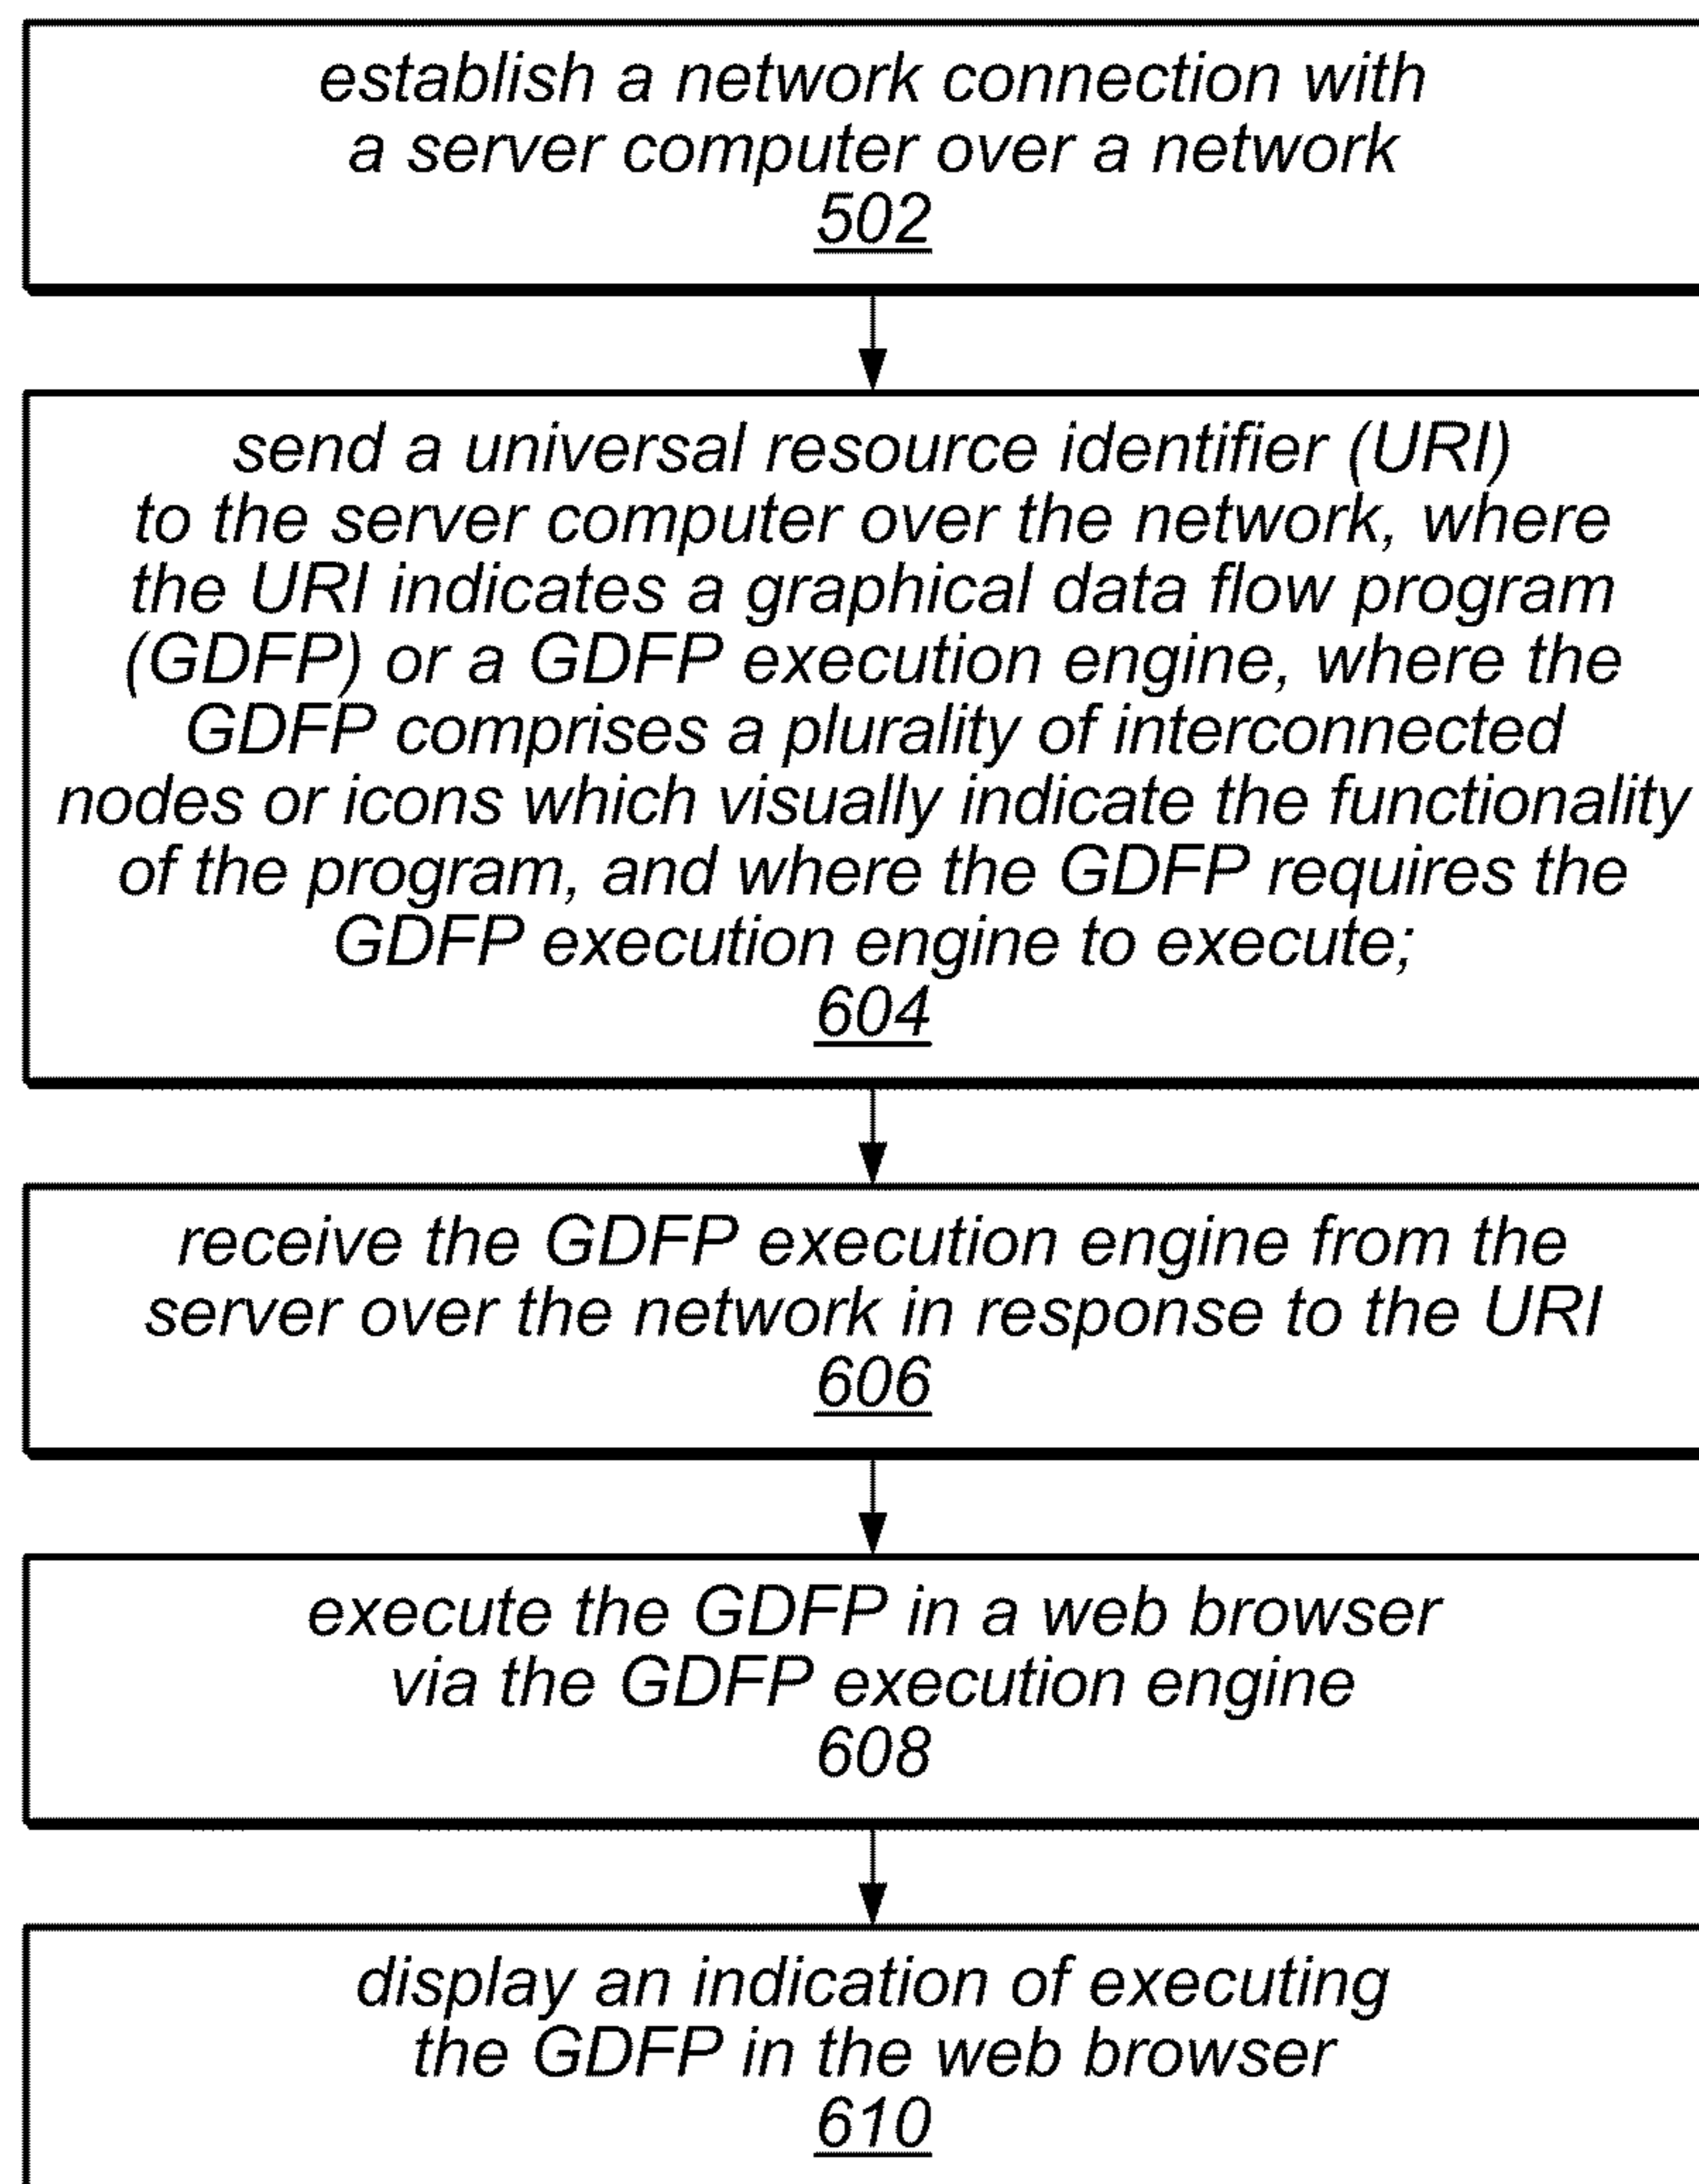 establish a network connection with
a server computer over a network
502
send a universal resource identifier (URI)
to the server computer over the network, where
the URI indicates a graphical data flow program
(GDFP) or a GDFP execution engine, where the
GDFP comprises a plurality of interconnected
nodes or icons which visually indicate the functionality
of the program, and where the GDFP requires the
GDFP execution engine to execute;
604
receive the GDFP execution engine from the
server over the network in response to the URI
606
execute the GDFP in a web browser
via the GDFP execution engine
608
display an indication of executing
the GDFP in the web browser
610